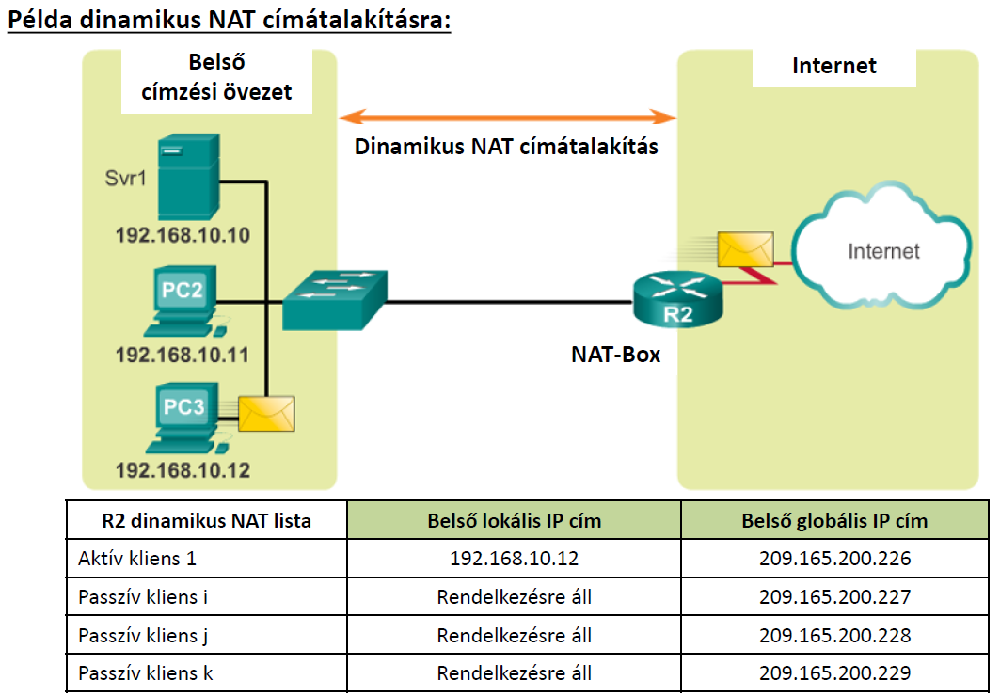 Példa dinamikus NAT címátalakításra:
Belső
címzési övezet
Internet
Dinamikus NAT címátalakítás
Svr1
192.168.10.10
PC2
192.168.10.11
PC3
192.168.10.12
R2
NAT-Box
Internet
R2 dinamikus NAT lista Belső lokális IP cím Belső globális IP cím
Aktív kliens 1 192.168.10.12 209.165.200.226
Passzív kliens i Rendelkezésre áll 209.165.200.227
Passzív kliens j Rendelkezésre áll 209.165.200.228
Passzív kliens k Rendelkezésre áll 209.165.200.229